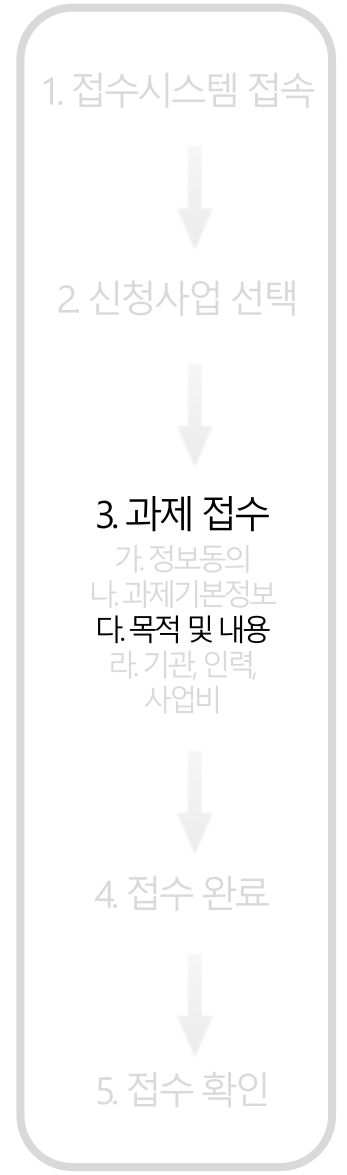 1. 접수시스템 접속
2. 신청사업 선택
3. 과제 접수
가. 정보동의
나. 과제기본정보
다. 목적 및 내용
라. 기관, 인력,
사업비
4. 접수 완료
5. 접수 확인